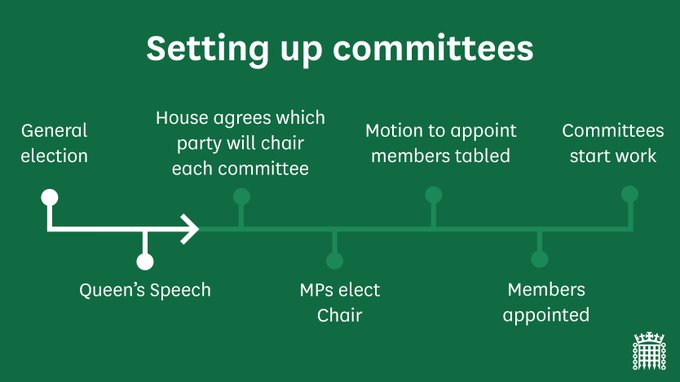 Setting up committees
General
election
House agrees which
party will chair
each committee
Motion to appoint
members tabled
Committees
start work
Queen's Speech
MPs elect
Chair
Members
appointed